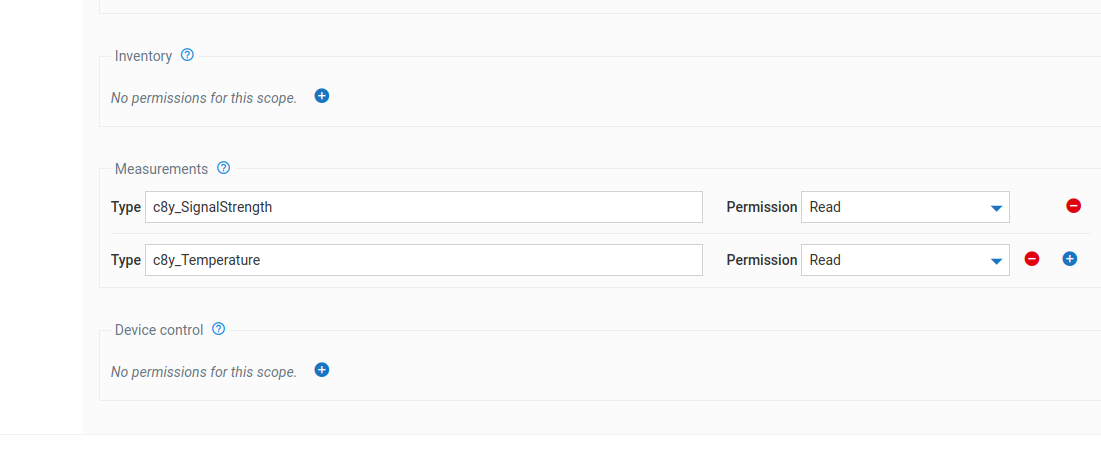 Inventory
No permissions for this scope.
Measurements
Type c8y_SignalStrength Permission Read
Type c8y_Temperature Permission Read
Device control
No permissions for this scope.